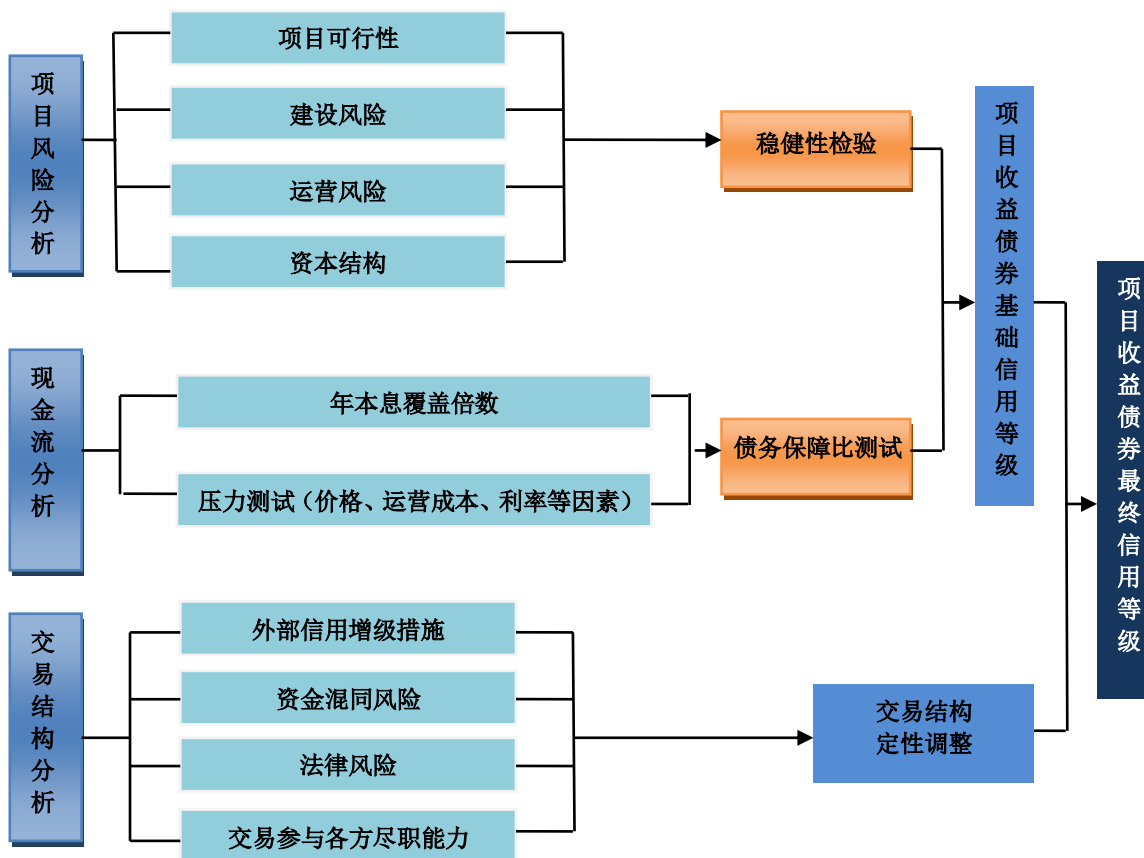 项目风险分析
项目可行性
建设风险
运营风险
资本结构
稳健性检验
现金流分析
年本息覆盖倍数
压力测试（价格、运营成本、利率等因素）
债务保障比测试
项目收益债券基础信用等级
交易结构分析
外部信用增级措施
资金混同风险
法律风险
交易参与各方尽职能力
交易结构
定性调整
项目收益债券最终信用等级